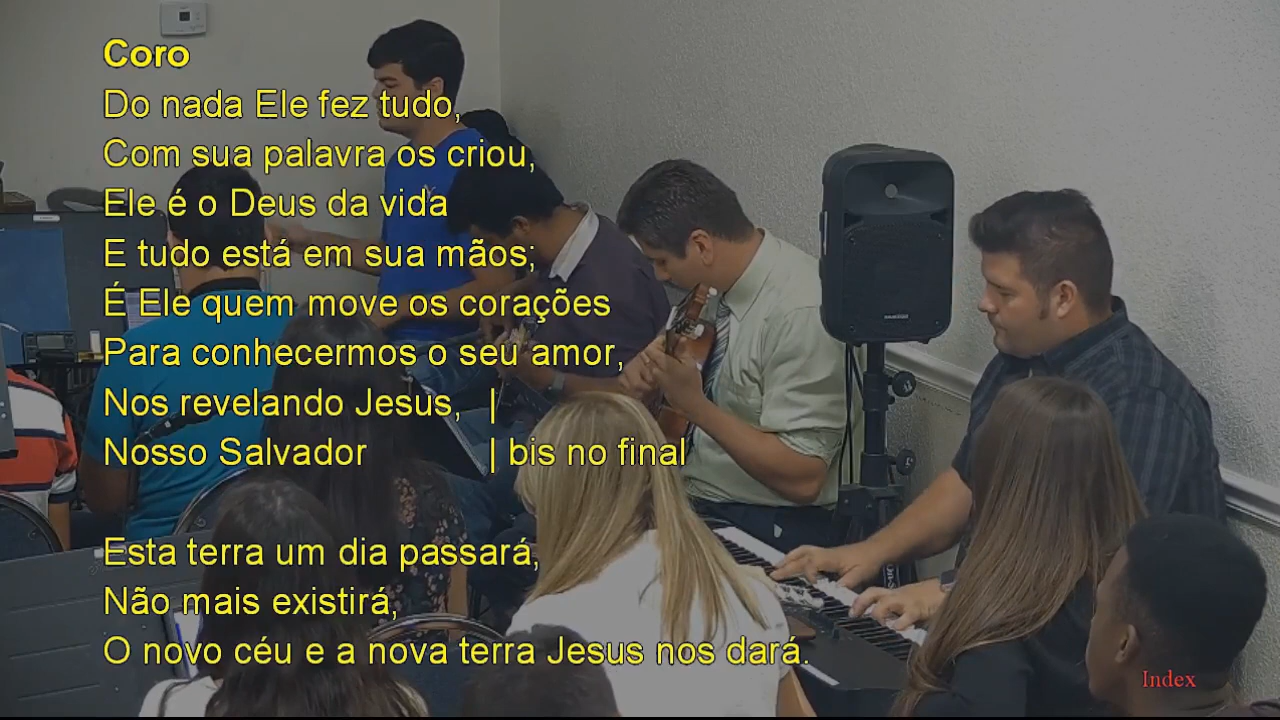 Coro
Do nada Ele fez tudo,
Com sua palavra os criou,
Ele é o Deus da vida
E tudo está em sua mãos;
É Ele quem move os corações
Para conhecermos o seu amor,
Nos revelando Jesus, |
Nosso Salvador | bis no final
Esta terra um dia passará,
Não mais existirá,
O novo céu e a nova terra Jesus nos dará.
Index